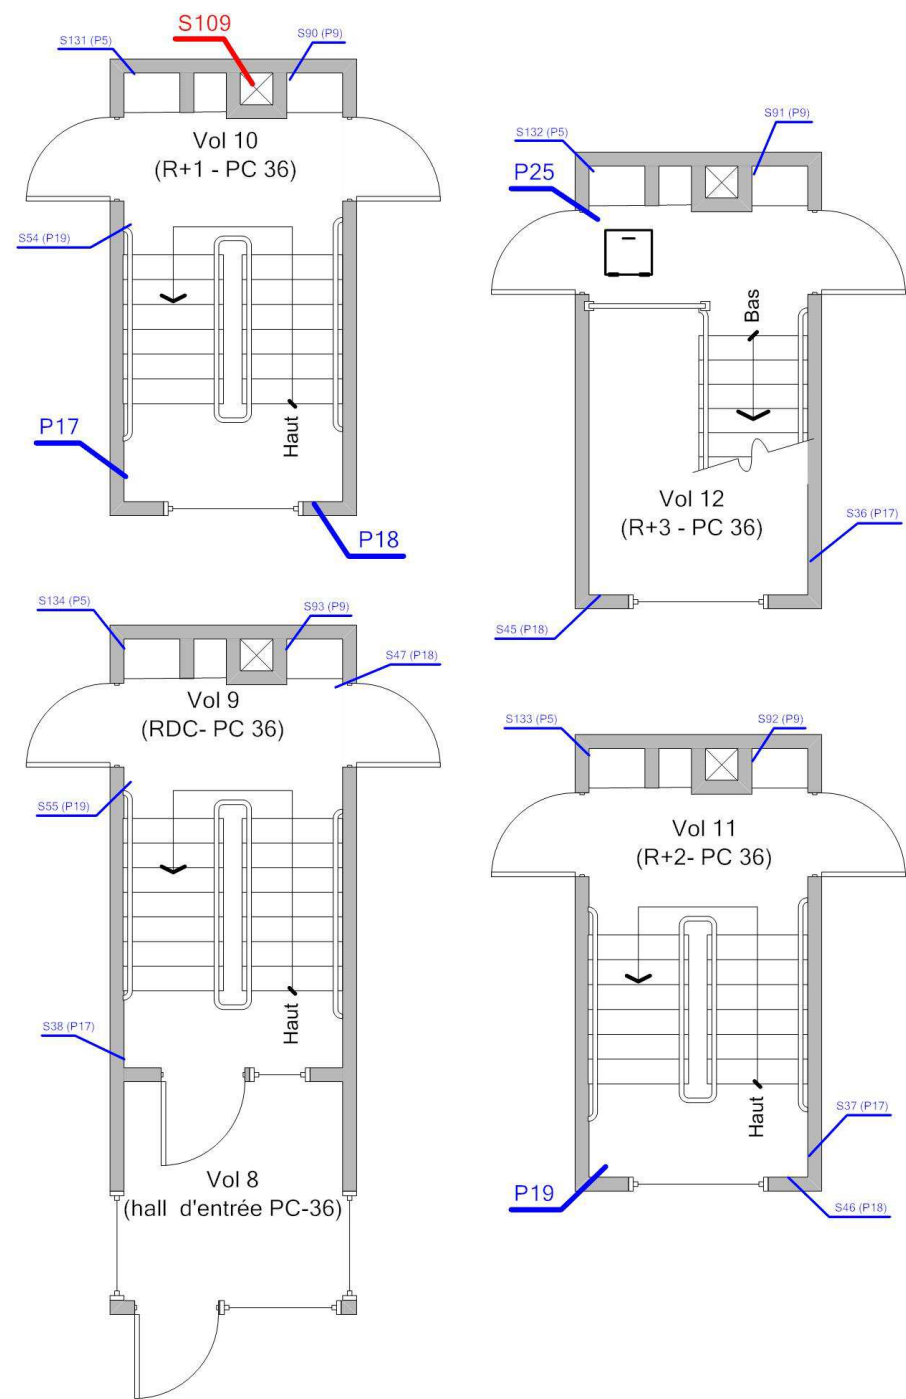 S109
S131 (P5)
S90 (P9)
Vol 10
(R+1 - PC 36)
S54 (P19)
P17
Haut
P18
S91 (P9)
S132 (P5)
P25
Bas
Vol 12
(R+3 - PC 36)
S36 (P17)
S45 (P18)
S134 (P5)
S93 (P9)
S47 (P18)
Vol 9
(RDC- PC 36)
S55 (P19)
Haut
S38 (P17)
Vol 8
(hall d'entrée PC-36)
S133 (P5)
S92 (P9)
Vol 11
(R+2- PC 36)
Haut
S37 (P17)
P19
S46 (P18)